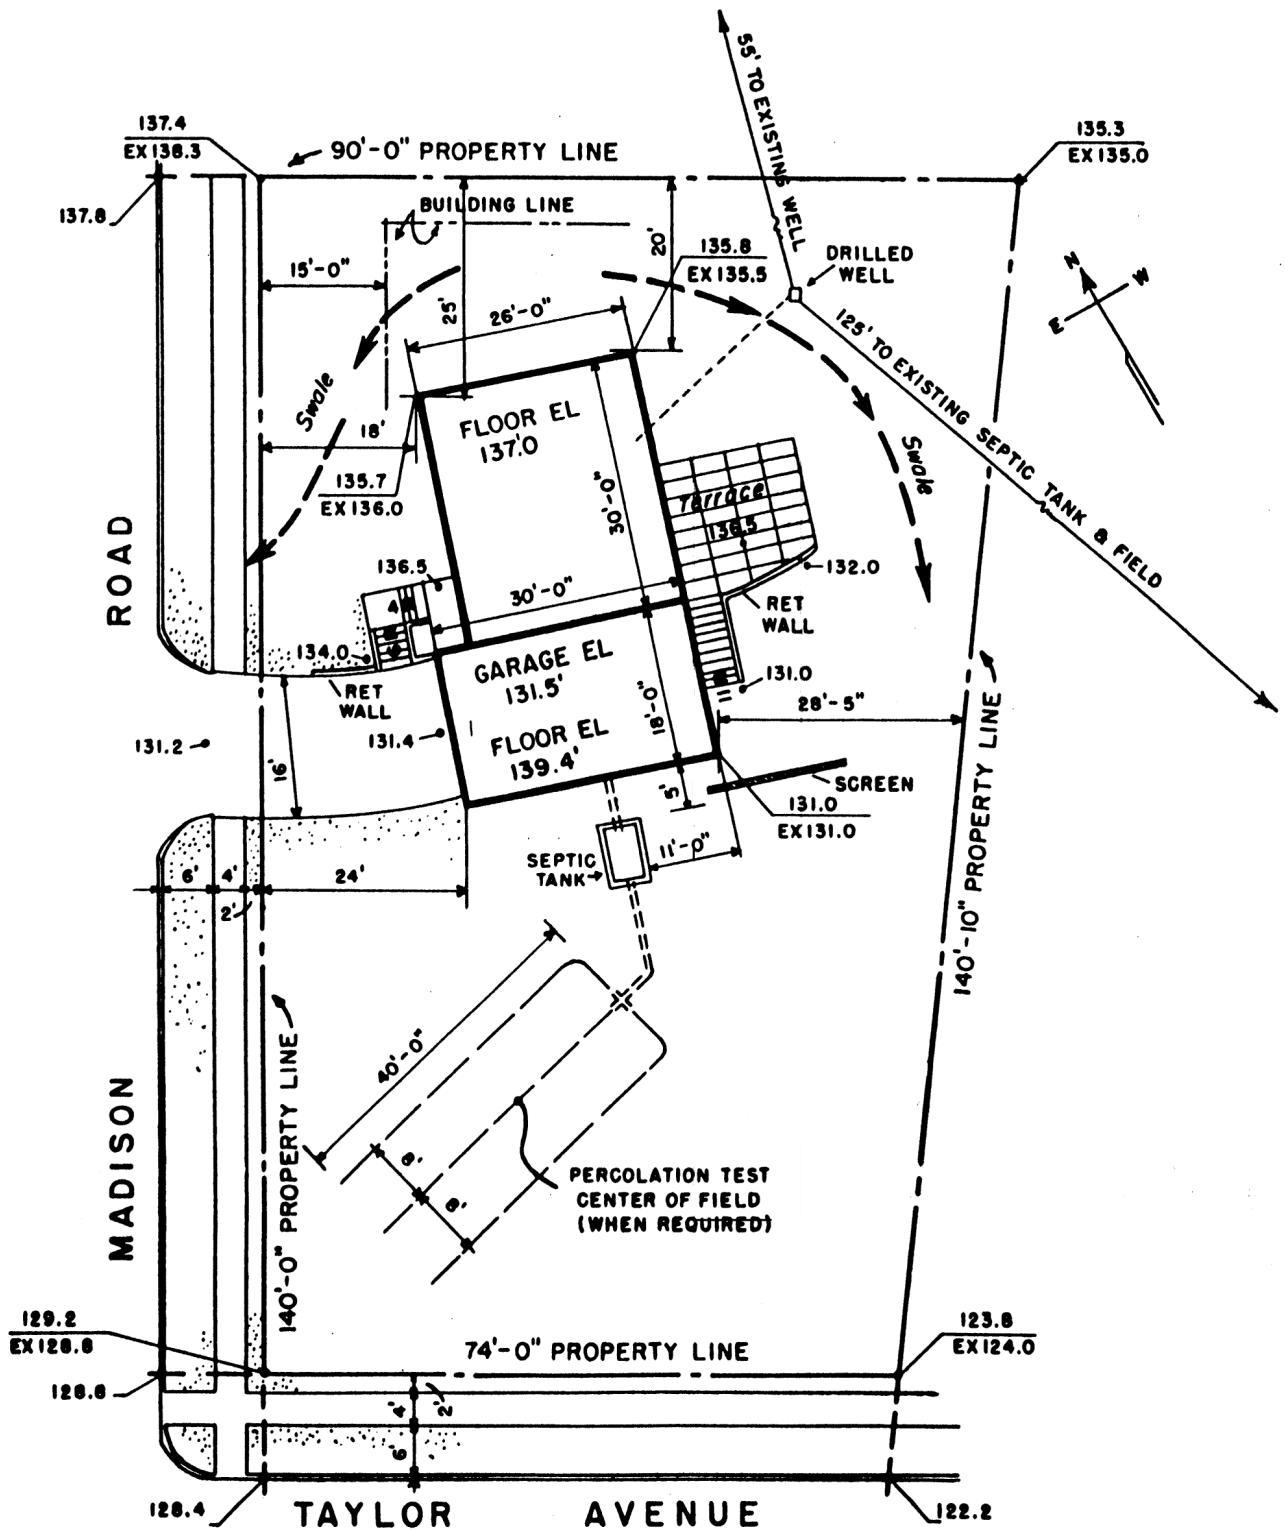 55' TO EXISTING WELL
137.4
EX 138.3
90'-0" PROPERTY LINE
135.3
EX 135.0
137.8
BUILDING LINE
15'-0"
25'
20'
135.8
EX 135.5
DRILLED
WELL
N
W
E
26'-0"
125' TO EXISTING SEPTIC TANK & FIELD
Swale
FLOOR EL
137.0
18'
135.7
EX 136.0
30'-0"
Terrace
136.5
Swale
ROAD
136.5
4
30'-0"
132.0
RET
WALL
134.0
5
RET
WALL
GARAGE EL
131.5'
131.0
11
28'-5"
131.2
131.4
FLOOR EL
139.4'
18'-0"
16'
5'
SCREEN
131.0
EX 131.0
SEPTIC
TANK
11'-0"
6'
4'
2'
24'
140'-10" PROPERTY LINE
40'-0"
8'
8'
PERCOLATION TEST
CENTER OF FIELD
(WHEN REQUIRED)
MADISON
140'-0" PROPERTY LINE
129.2
EX 128.8
74'-0" PROPERTY LINE
123.8
EX 124.0
128.6
4'
2'
6'
128.4
TAYLOR AVENUE
122.2